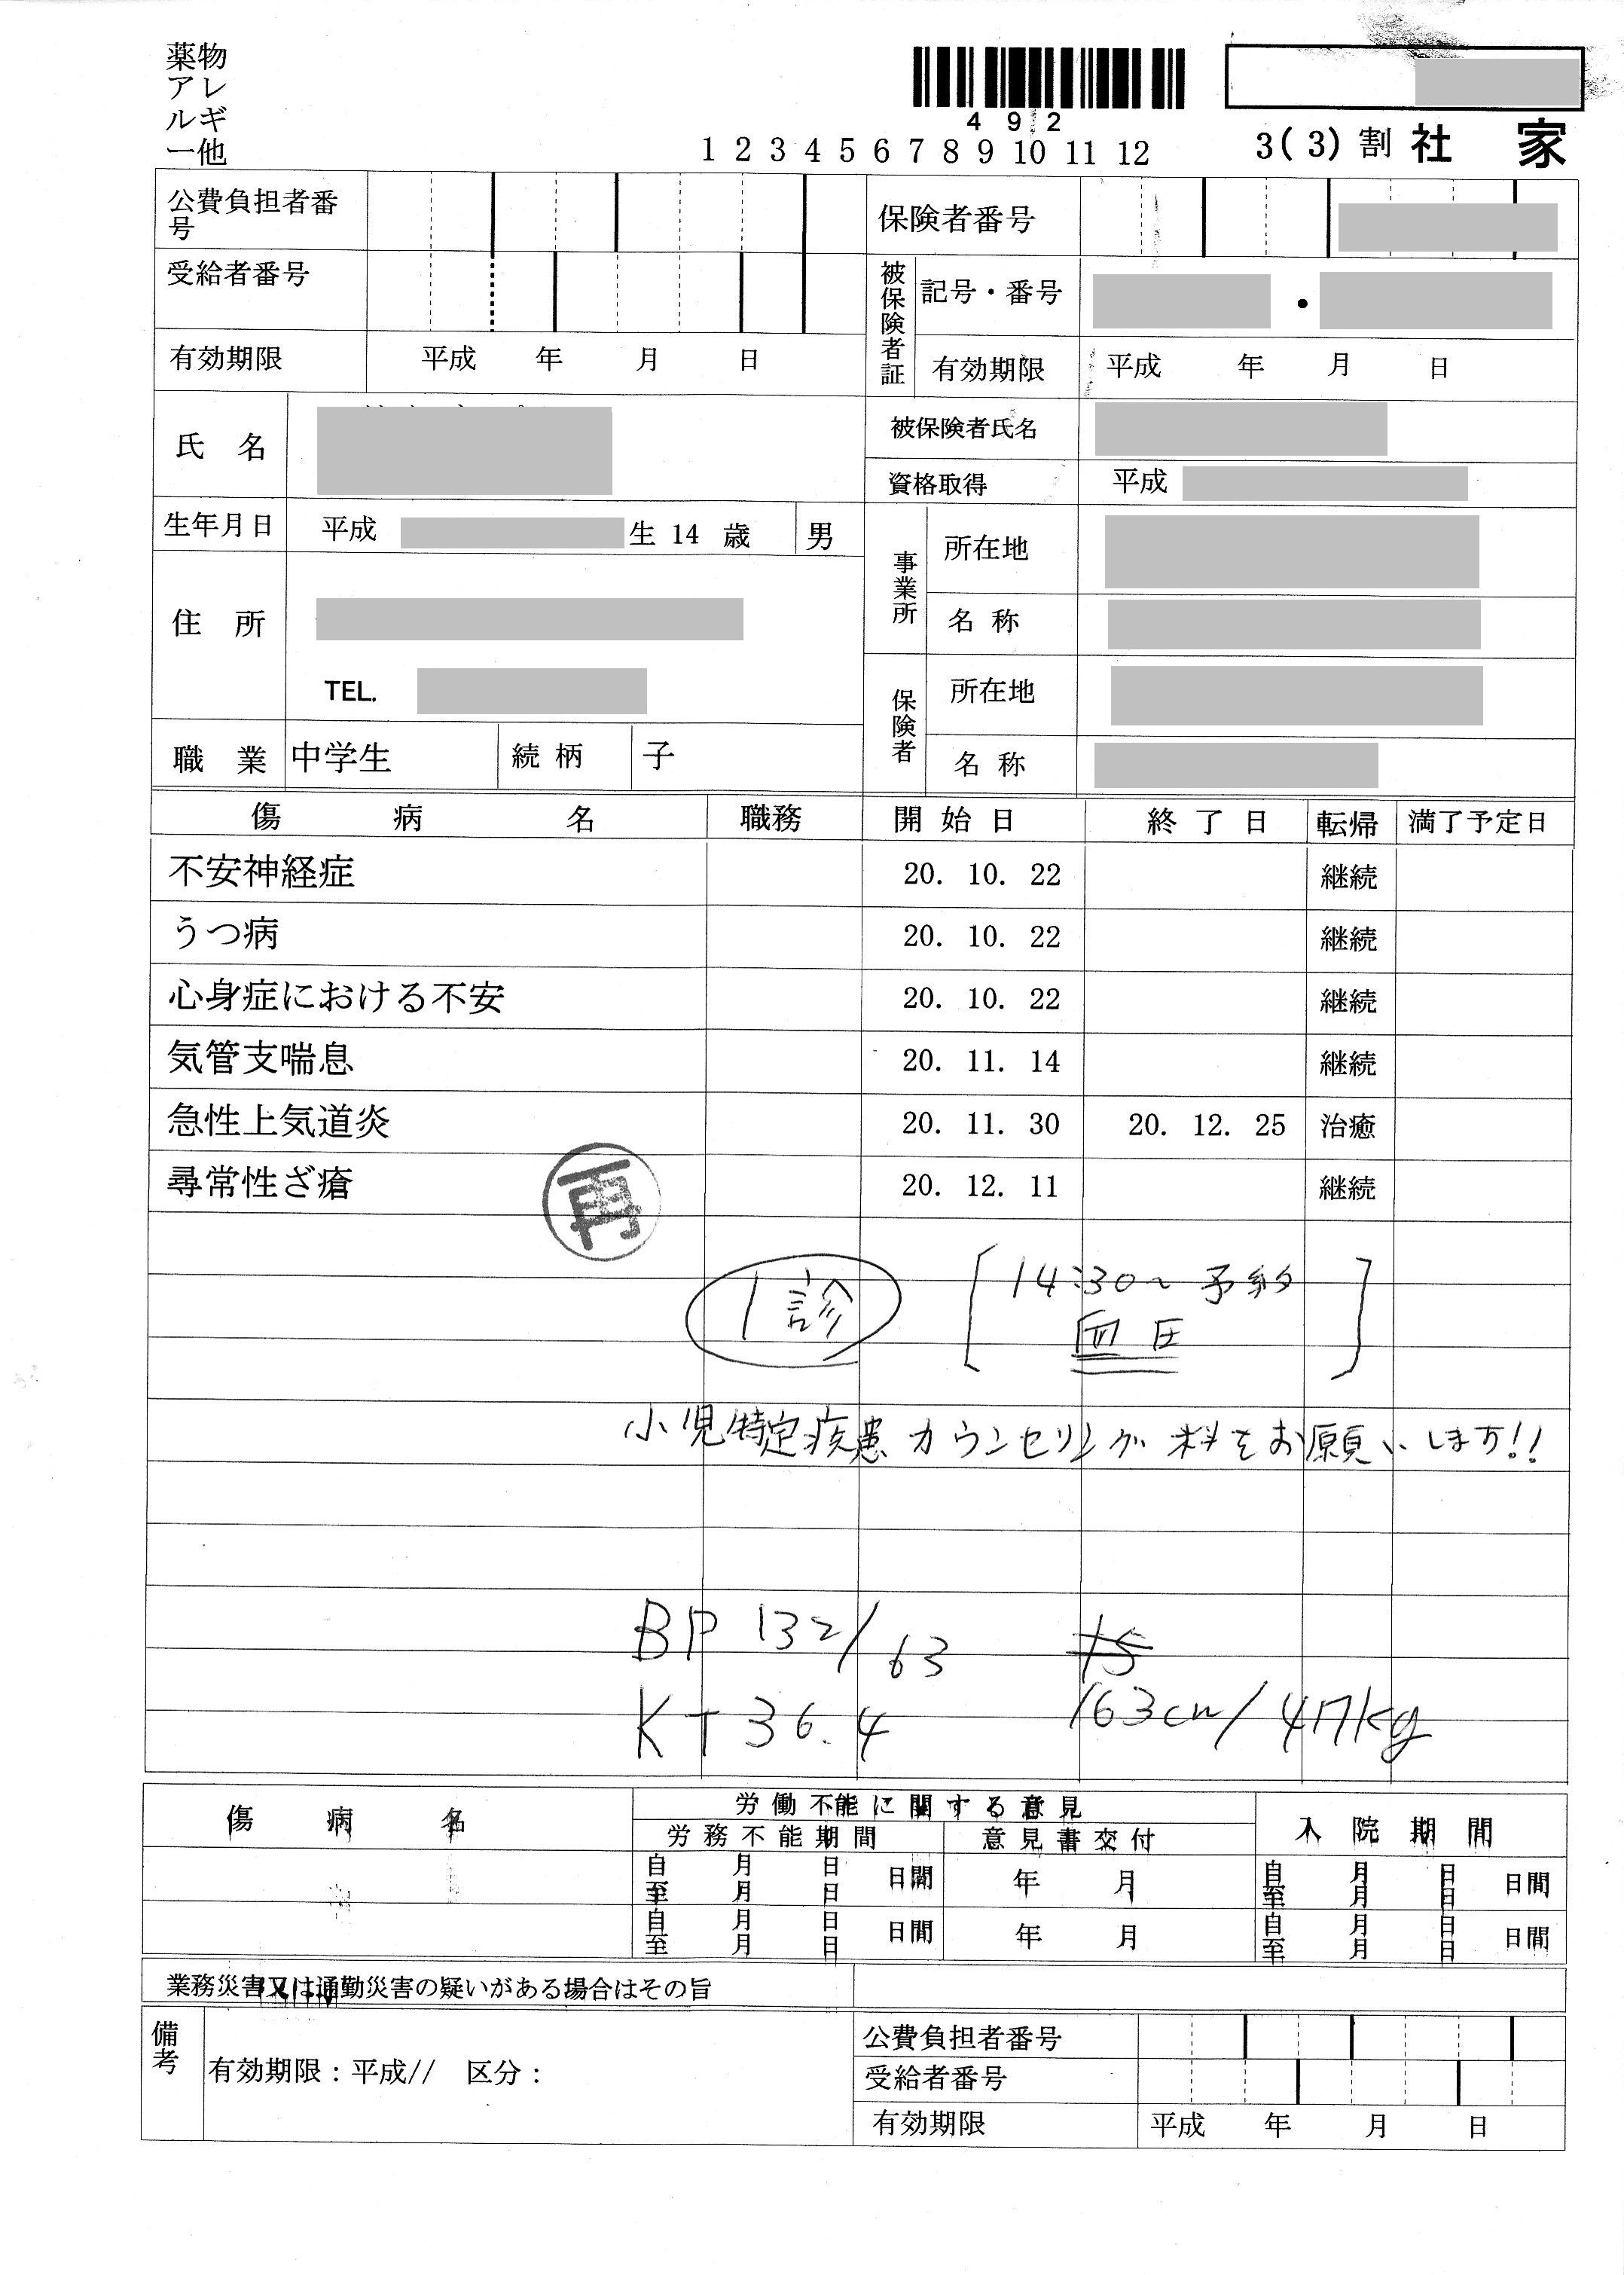 薬物
アレ
ルギ
ー他
492
1 2 3 4 5 6 7 8 9 10 11 12
3(3)割 社 家
公費負担者番
号
保険者番号
受給者番号
被保険者証 記号・番号 ・
有効期限 平成 年 月 日
有効期限 平成 年 月 日
氏 名
被保険者氏名
資格取得 平成
生年月日 平成 生 14 歳 男
事業所 所在地
名 称
住 所
TEL.
保険者 所在地
名 称
職 業 中学生 続柄 子
傷 病 名 職務 開始日 終了日 転帰 満了予定日
不安神経症 20. 10. 22 継続
うつ病 20. 10. 22 継続
心身症における不安 20. 10. 22 継続
気管支喘息 20. 11. 14 継続
急性上気道炎 20. 11. 30 20. 12. 25 治癒
尋常性ざ瘡 20. 12. 11 継続
再
1診 [14:30〜予約
血圧]
小児特定疾患カウンセリング料をお願いします!!
BP 132/63
KT 36.4 163cm/47kg
傷 病 名 労働不能に関する意見 入院期間
労務不能期間 意見書交付
自 月 日 日間 年 月 自 月 日 日間
至 月 日 至 月 日
自 月 日 日間 年 月 自 月 日 日間
至 月 日 至 月 日
業務災害又は通勤災害の疑いがある場合はその旨
備考 有効期限:平成// 区分:
公費負担者番号
受給者番号
有効期限 平成 年 月 日